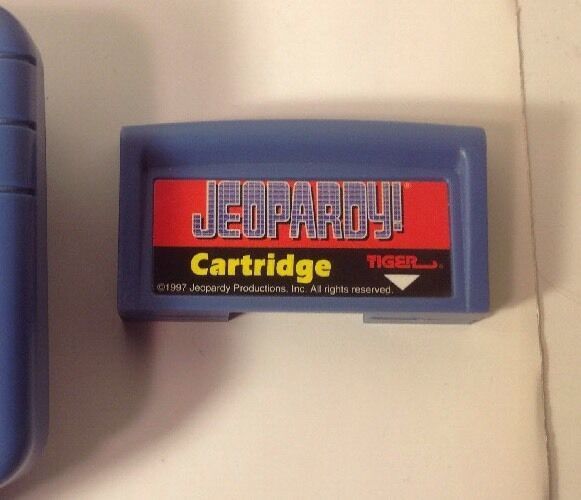 JEOPARDY!®
Cartridge
TIGER®
©1997 Jeopardy Productions, Inc. All rights reserved.